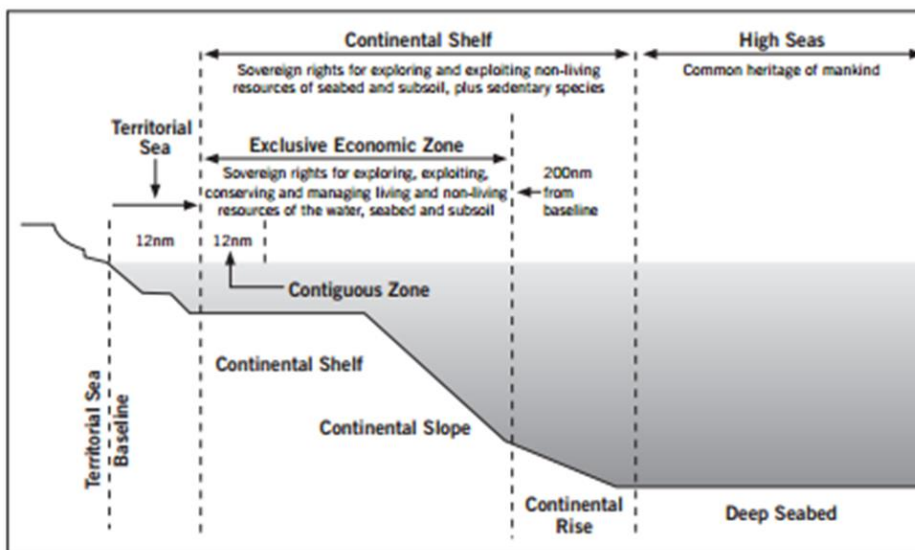 Continental Shelf
Sovereign rights for exploring and exploiting non-living
resources of seabed and subsoil, plus sedentary species
High Seas
Common heritage of mankind
Territorial
Sea
Exclusive Economic Zone
Sovereign rights for exploring, exploiting,
conserving and managing living and non-living
resources of the water, seabed and subsoil
200nm
from
baseline
12nm
12nm
Contiguous Zone
Continental Shelf
Territorial Sea
Baseline
Continental Slope
Continental
Rise
Deep Seabed